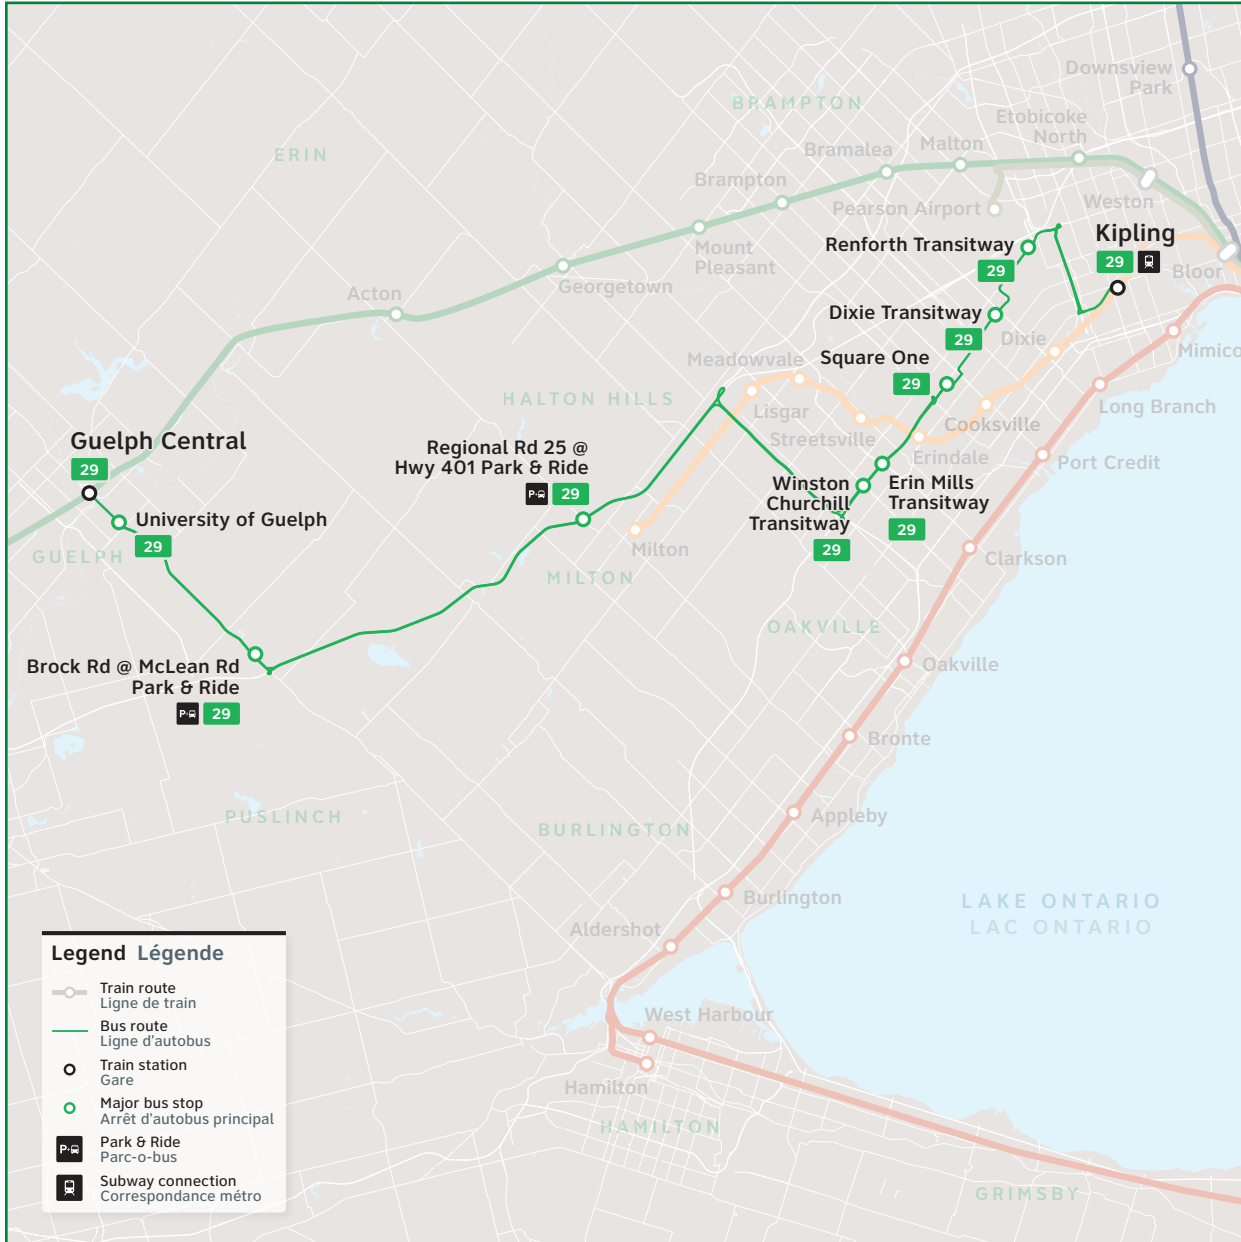 Downsview
Park
BRAMPTON
Etobicoke
North
Malton
Bramalea
ERIN
Brampton
Weston
Pearson Airport
Kipling
29
Renforth Transitway
29
Mount
Pleasant
Bloor
Georgetown
Acton
Dixie Transitway
29
Dixie
Mimico
Square One
29
Meadowvale
Lisgar
HALTON HILLS
Long Branch
Cooksville
Streetsville
Erindale
Port Credit
Guelph Central
29
Regional Rd 25 @
Hwy 401 Park & Ride
P 29
Winston
Churchill
Transitway
29
Erin Mills
Transitway
29
University of Guelph
29
GUELPH
Milton
MILTON
Clarkson
OAKVILLE
Oakville
Brock Rd @ McLean Rd
Park & Ride
P 29
Bronte
PUSLINCH
BURLINGTON
Appleby
Burlington
LAKE ONTARIO
LAC ONTARIO
Aldershot
West Harbour
Hamilton
HAMILTON
GRIMSBY
Legend Légende
Train route
Ligne de train
Bus route
Ligne d'autobus
Train station
Gare
Major bus stop
Arrêt d'autobus principal
P
Park & Ride
Parc-o-bus
Subway connection
Correspondance métro